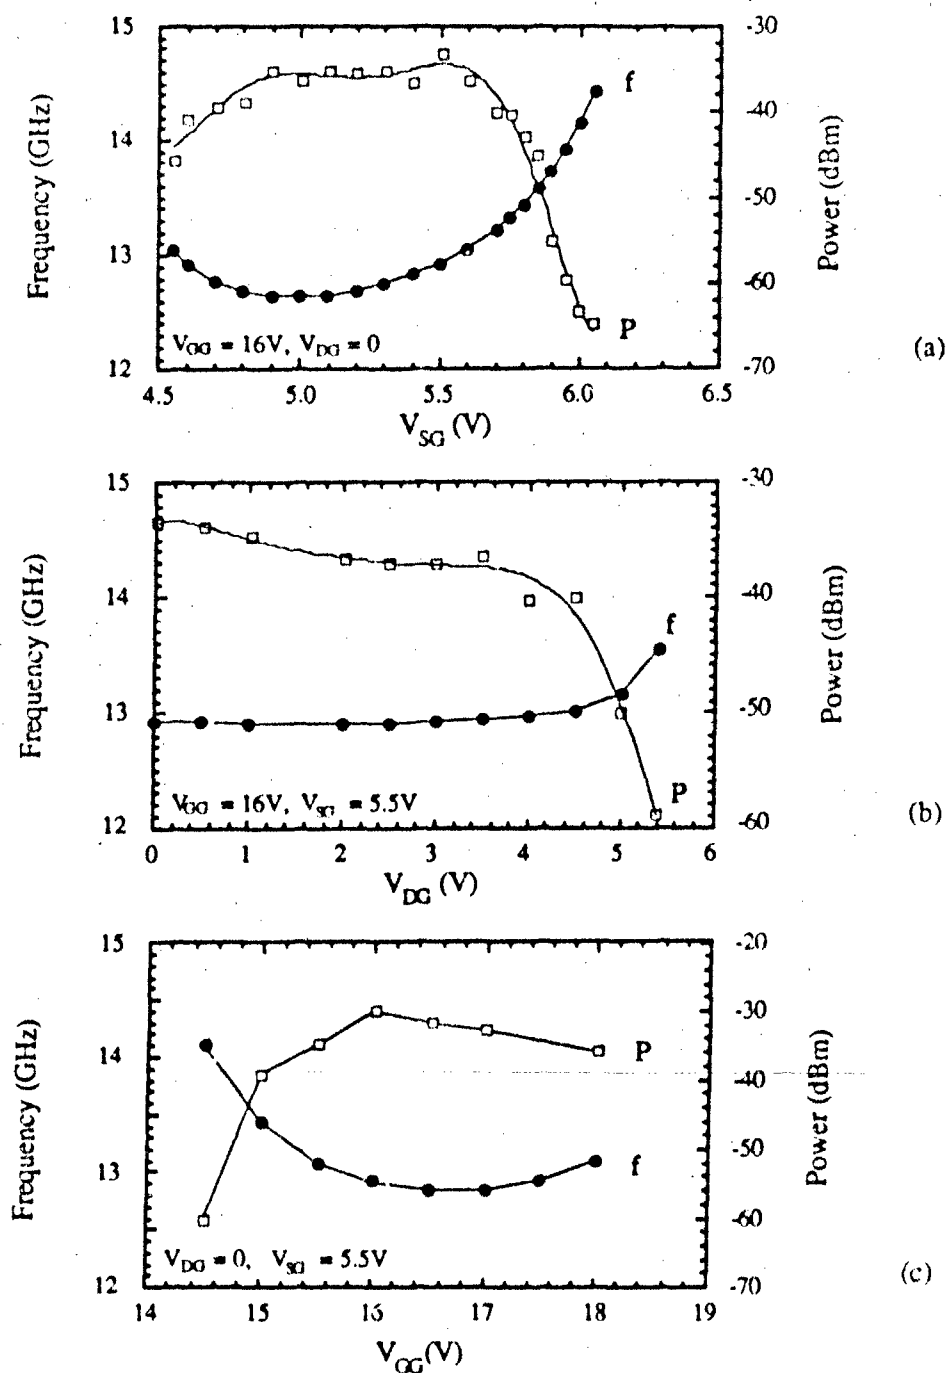 15
-30
f
14
-40
Frequency (GHz)
-50
Power (dBm)
13
-60
P
V_GG = 16V, V_DG = 0
12
-70
4.5 5.0 5.5 6.0 6.5
V_SG (V)
(a)
15
-30
14
-40
f
Frequency (GHz)
Power (dBm)
13
-50
P
V_GG = 16V, V_SG = 5.5V
12
-60
0 1 2 3 4 5 6
V_DG (V)
(b)
15
-20
-30
14
P
-40
Frequency (GHz)
Power (dBm)
-50
13
f
-60
V_DG = 0, V_SG = 5.5V
12
-70
14 15 16 17 18 19
V_GG (V)
(c)